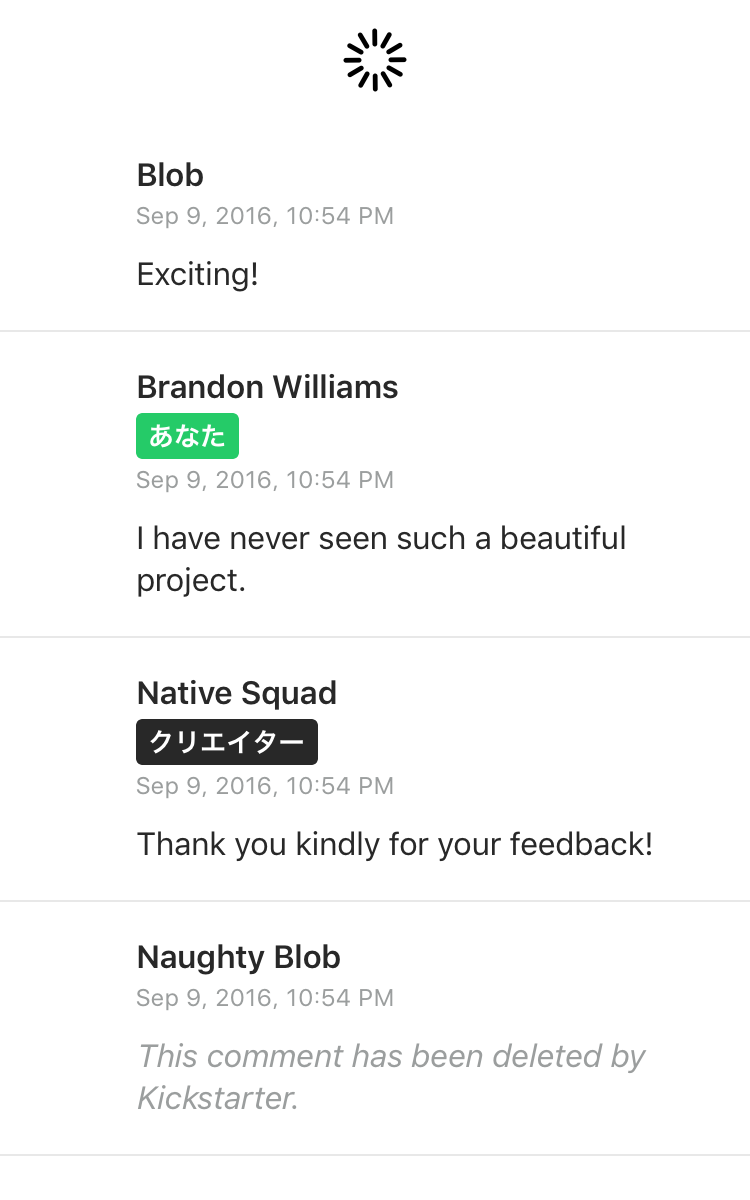 Blob
Sep 9, 2016, 10:54 PM
Exciting!
Brandon Williams
あなた
Sep 9, 2016, 10:54 PM
I have never seen such a beautiful
project.
Native Squad
クリエイター
Sep 9, 2016, 10:54 PM
Thank you kindly for your feedback!
Naughty Blob
Sep 9, 2016, 10:54 PM
This comment has been deleted by
Kickstarter.